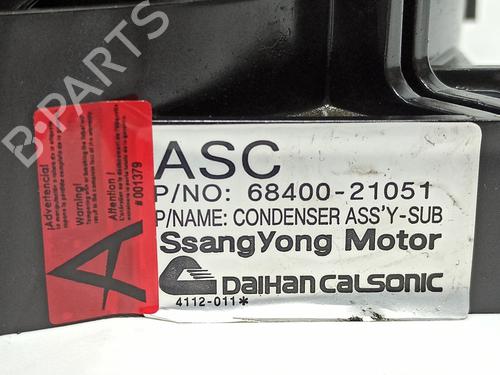 B-PARTS
ASC
P/NO: 68400-21051
P/NAME: CONDENSER ASS'Y-SUB
SsangYong Motor
DAIHAN CALSONIC
4112-011*
¡Advertencia!
Warning!
Attention !
# 001379
A